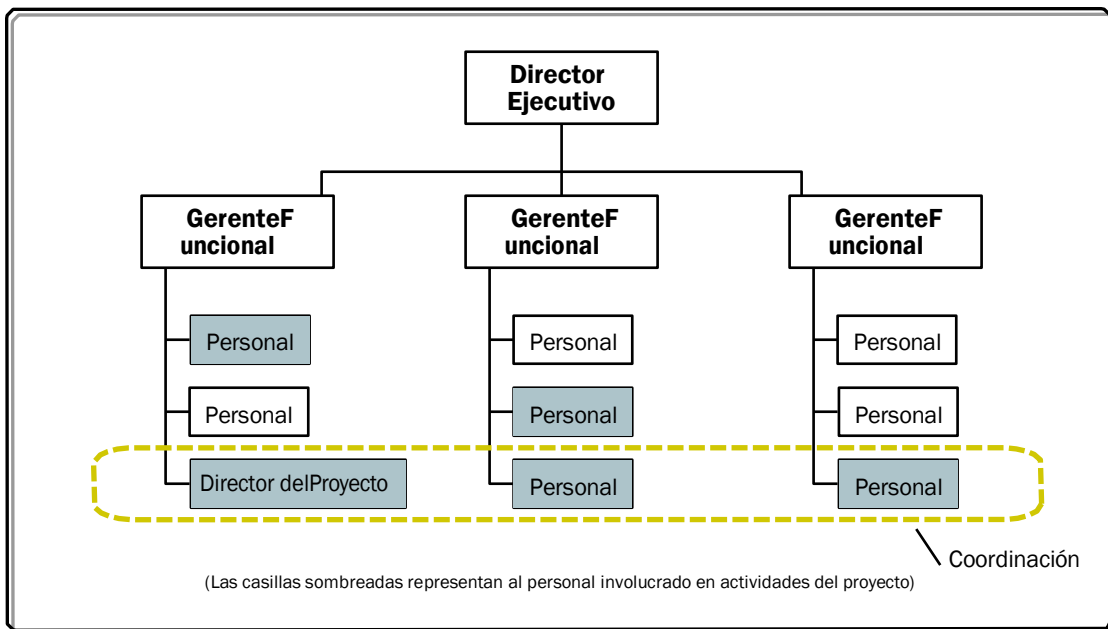 Director
Ejecutivo
GerenteF
uncional
GerenteF
uncional
GerenteF
uncional
Personal
Personal
Personal
Personal
Personal
Personal
Director delProyecto
Personal
Personal
Coordinación
(Las casillas sombreadas representan al personal involucrado en actividades del proyecto)